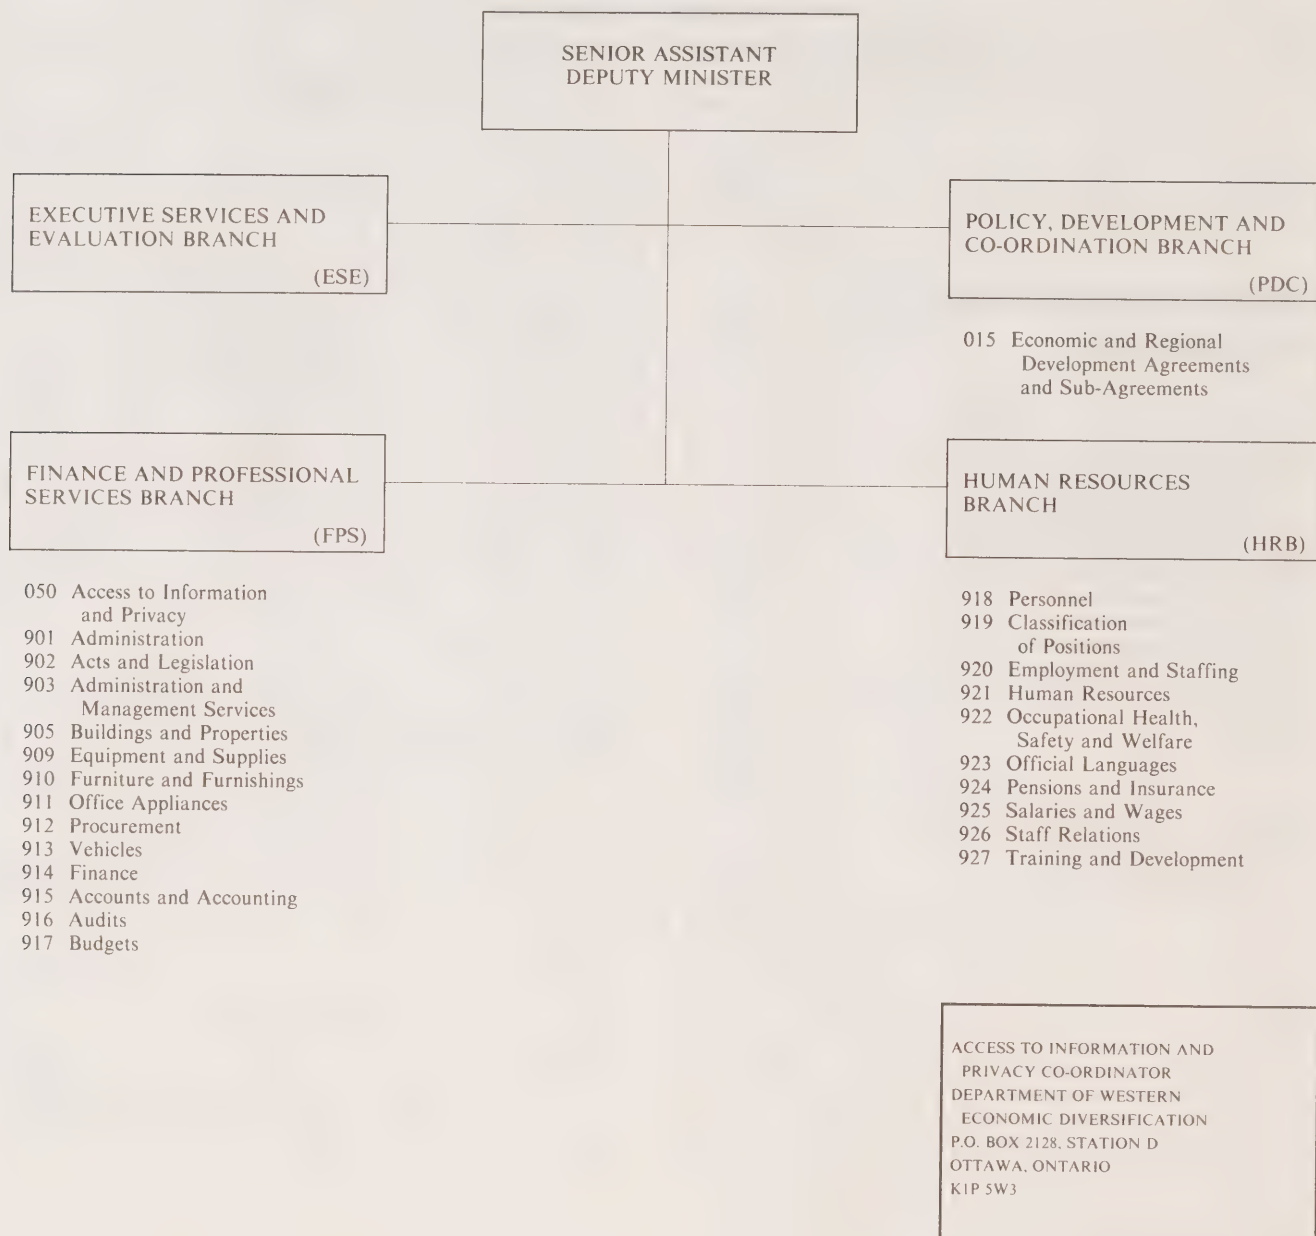 SENIOR ASSISTANT
DEPUTY MINISTER
EXECUTIVE SERVICES AND
EVALUATION BRANCH
(ESE)
POLICY, DEVELOPMENT AND
CO-ORDINATION BRANCH
(PDC)
015 Economic and Regional
Development Agreements
and Sub-Agreements
FINANCE AND PROFESSIONAL
SERVICES BRANCH
(FPS)
HUMAN RESOURCES
BRANCH
(HRB)
050 Access to Information
and Privacy
901 Administration
902 Acts and Legislation
903 Administration and
Management Services
905 Buildings and Properties
909 Equipment and Supplies
910 Furniture and Furnishings
911 Office Appliances
912 Procurement
913 Vehicles
914 Finance
915 Accounts and Accounting
916 Audits
917 Budgets
918 Personnel
919 Classification
of Positions
920 Employment and Staffing
921 Human Resources
922 Occupational Health,
Safety and Welfare
923 Official Languages
924 Pensions and Insurance
925 Salaries and Wages
926 Staff Relations
927 Training and Development
ACCESS TO INFORMATION AND
PRIVACY CO-ORDINATOR
DEPARTMENT OF WESTERN
ECONOMIC DIVERSIFICATION
P.O. BOX 2128, STATION D
OTTAWA, ONTARIO
K1P 5W3